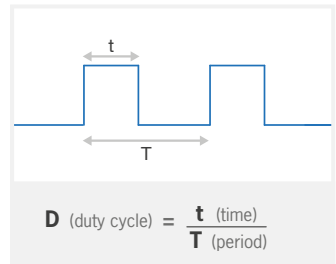 t
T
D (duty cycle) = t (time)
T (period)